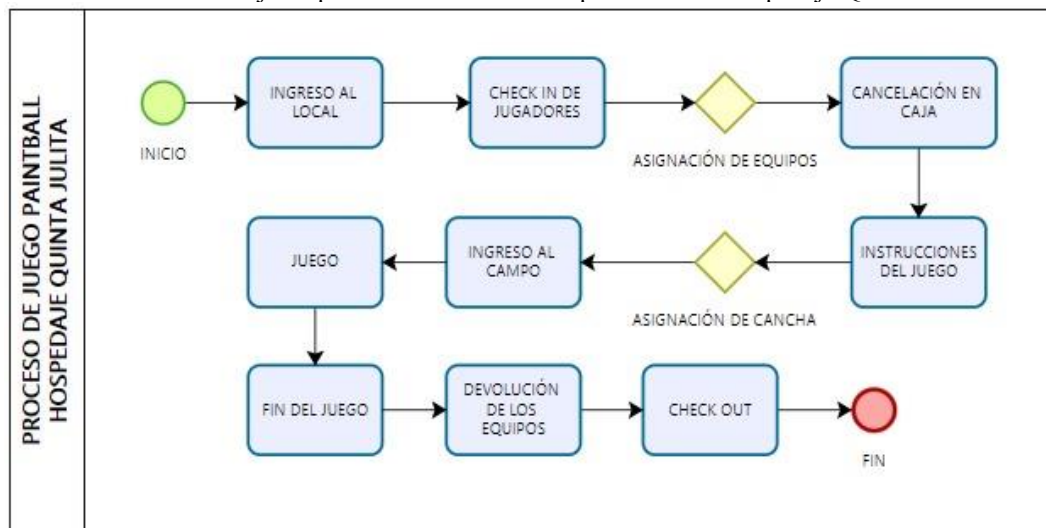 PROCESO DE JUEGO PAINTBALL
HOSPEDAJE QUINTA JULITA
INICIO
INGRESO AL
LOCAL
CHECK IN DE
JUGADORES
ASIGNACIÓN DE EQUIPOS
CANCELACIÓN EN
CAJA
INSTRUCCIONES
DEL JUEGO
ASIGNACIÓN DE CANCHA
INGRESO AL
CAMPO
JUEGO
FIN DEL JUEGO
DEVOLUCIÓN
DE LOS
EQUIPOS
CHECK OUT
FIN